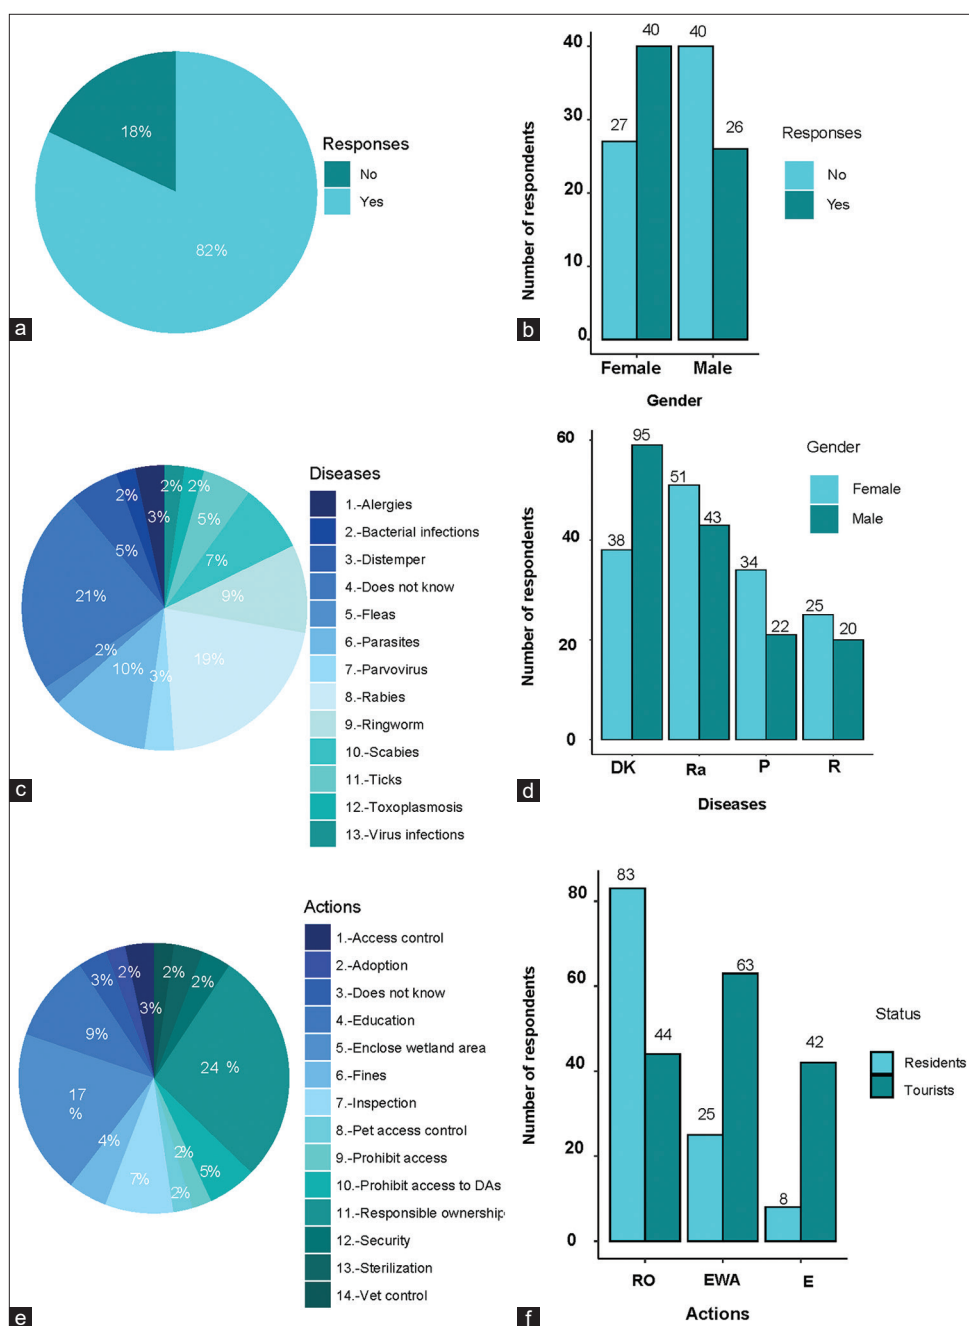 18%
82%
Responses
No
Yes
a
Number of respondents
40
30
20
10
0
27
40
40
26
Female
Male
Gender
Responses
No
Yes
b
2%
2%
5%
7%
9%
19%
3%
10%
2%
21%
5%
2%
3%
Diseases
1.-Alergies
2.-Bacterial infections
3.-Distemper
4.-Does not know
5.-Fleas
6.-Parasites
7.-Parvovirus
8.-Rabies
9.-Ringworm
10.-Scabies
11.-Ticks
12.-Toxoplasmosis
13.-Virus infections
c
Number of respondents
60
40
20
0
38
95
51
43
34
22
25
20
DK
Ra
P
R
Diseases
Gender
Female
Male
d
2%
2%
24 %
5%
2%
2%
7%
4%
17
%
9%
3%
2%
3%
Actions
1.-Access control
2.-Adoption
3.-Does not know
4.-Education
5.-Enclose wetland area
6.-Fines
7.-Inspection
8.-Pet access control
9.-Prohibit access
10.-Prohibit access to DAs
11.-Responsible ownership
12.-Security
13.-Sterilization
14.-Vet control
e
Number of respondents
80
60
40
20
0
83
44
25
63
8
42
RO
EWA
E
Actions
Status
Residents
Tourists
f